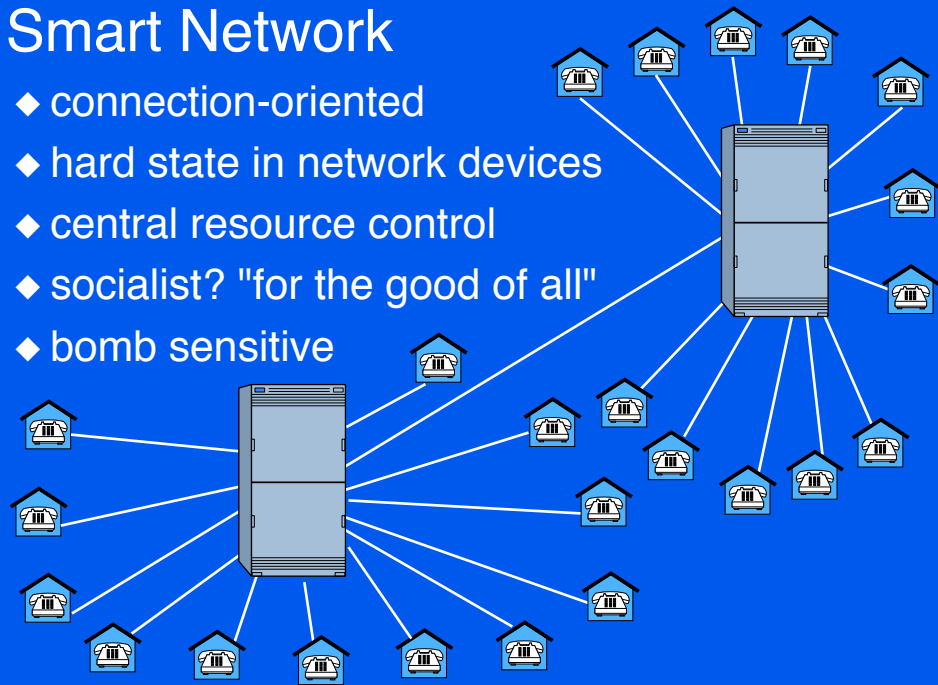 Smart Network
◆ connection-oriented
◆ hard state in network devices
◆ central resource control
◆ socialist? "for the good of all"
◆ bomb sensitive